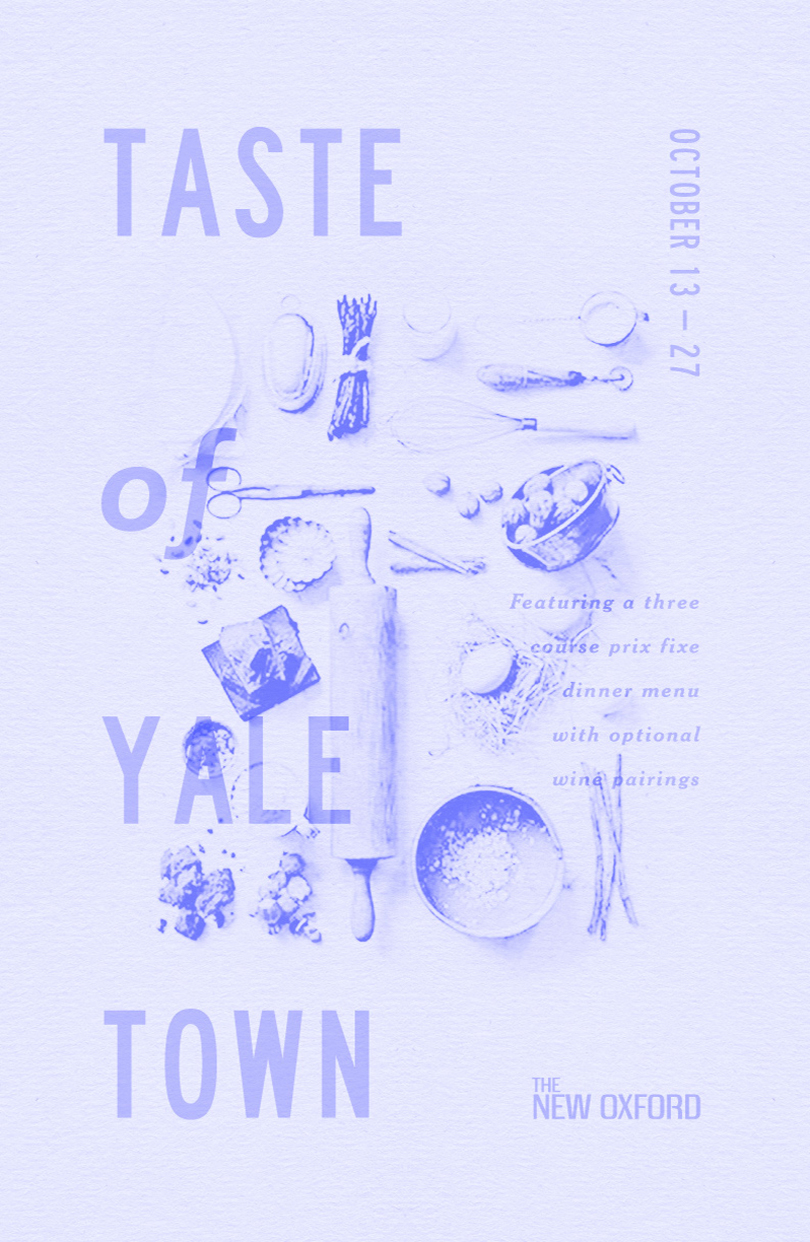 TASTE
OCTOBER 13 – 27
of
Featuring a three
course prix fixe
dinner menu
with optional
wine pairings
YALE
TOWN
THE
NEW OXFORD